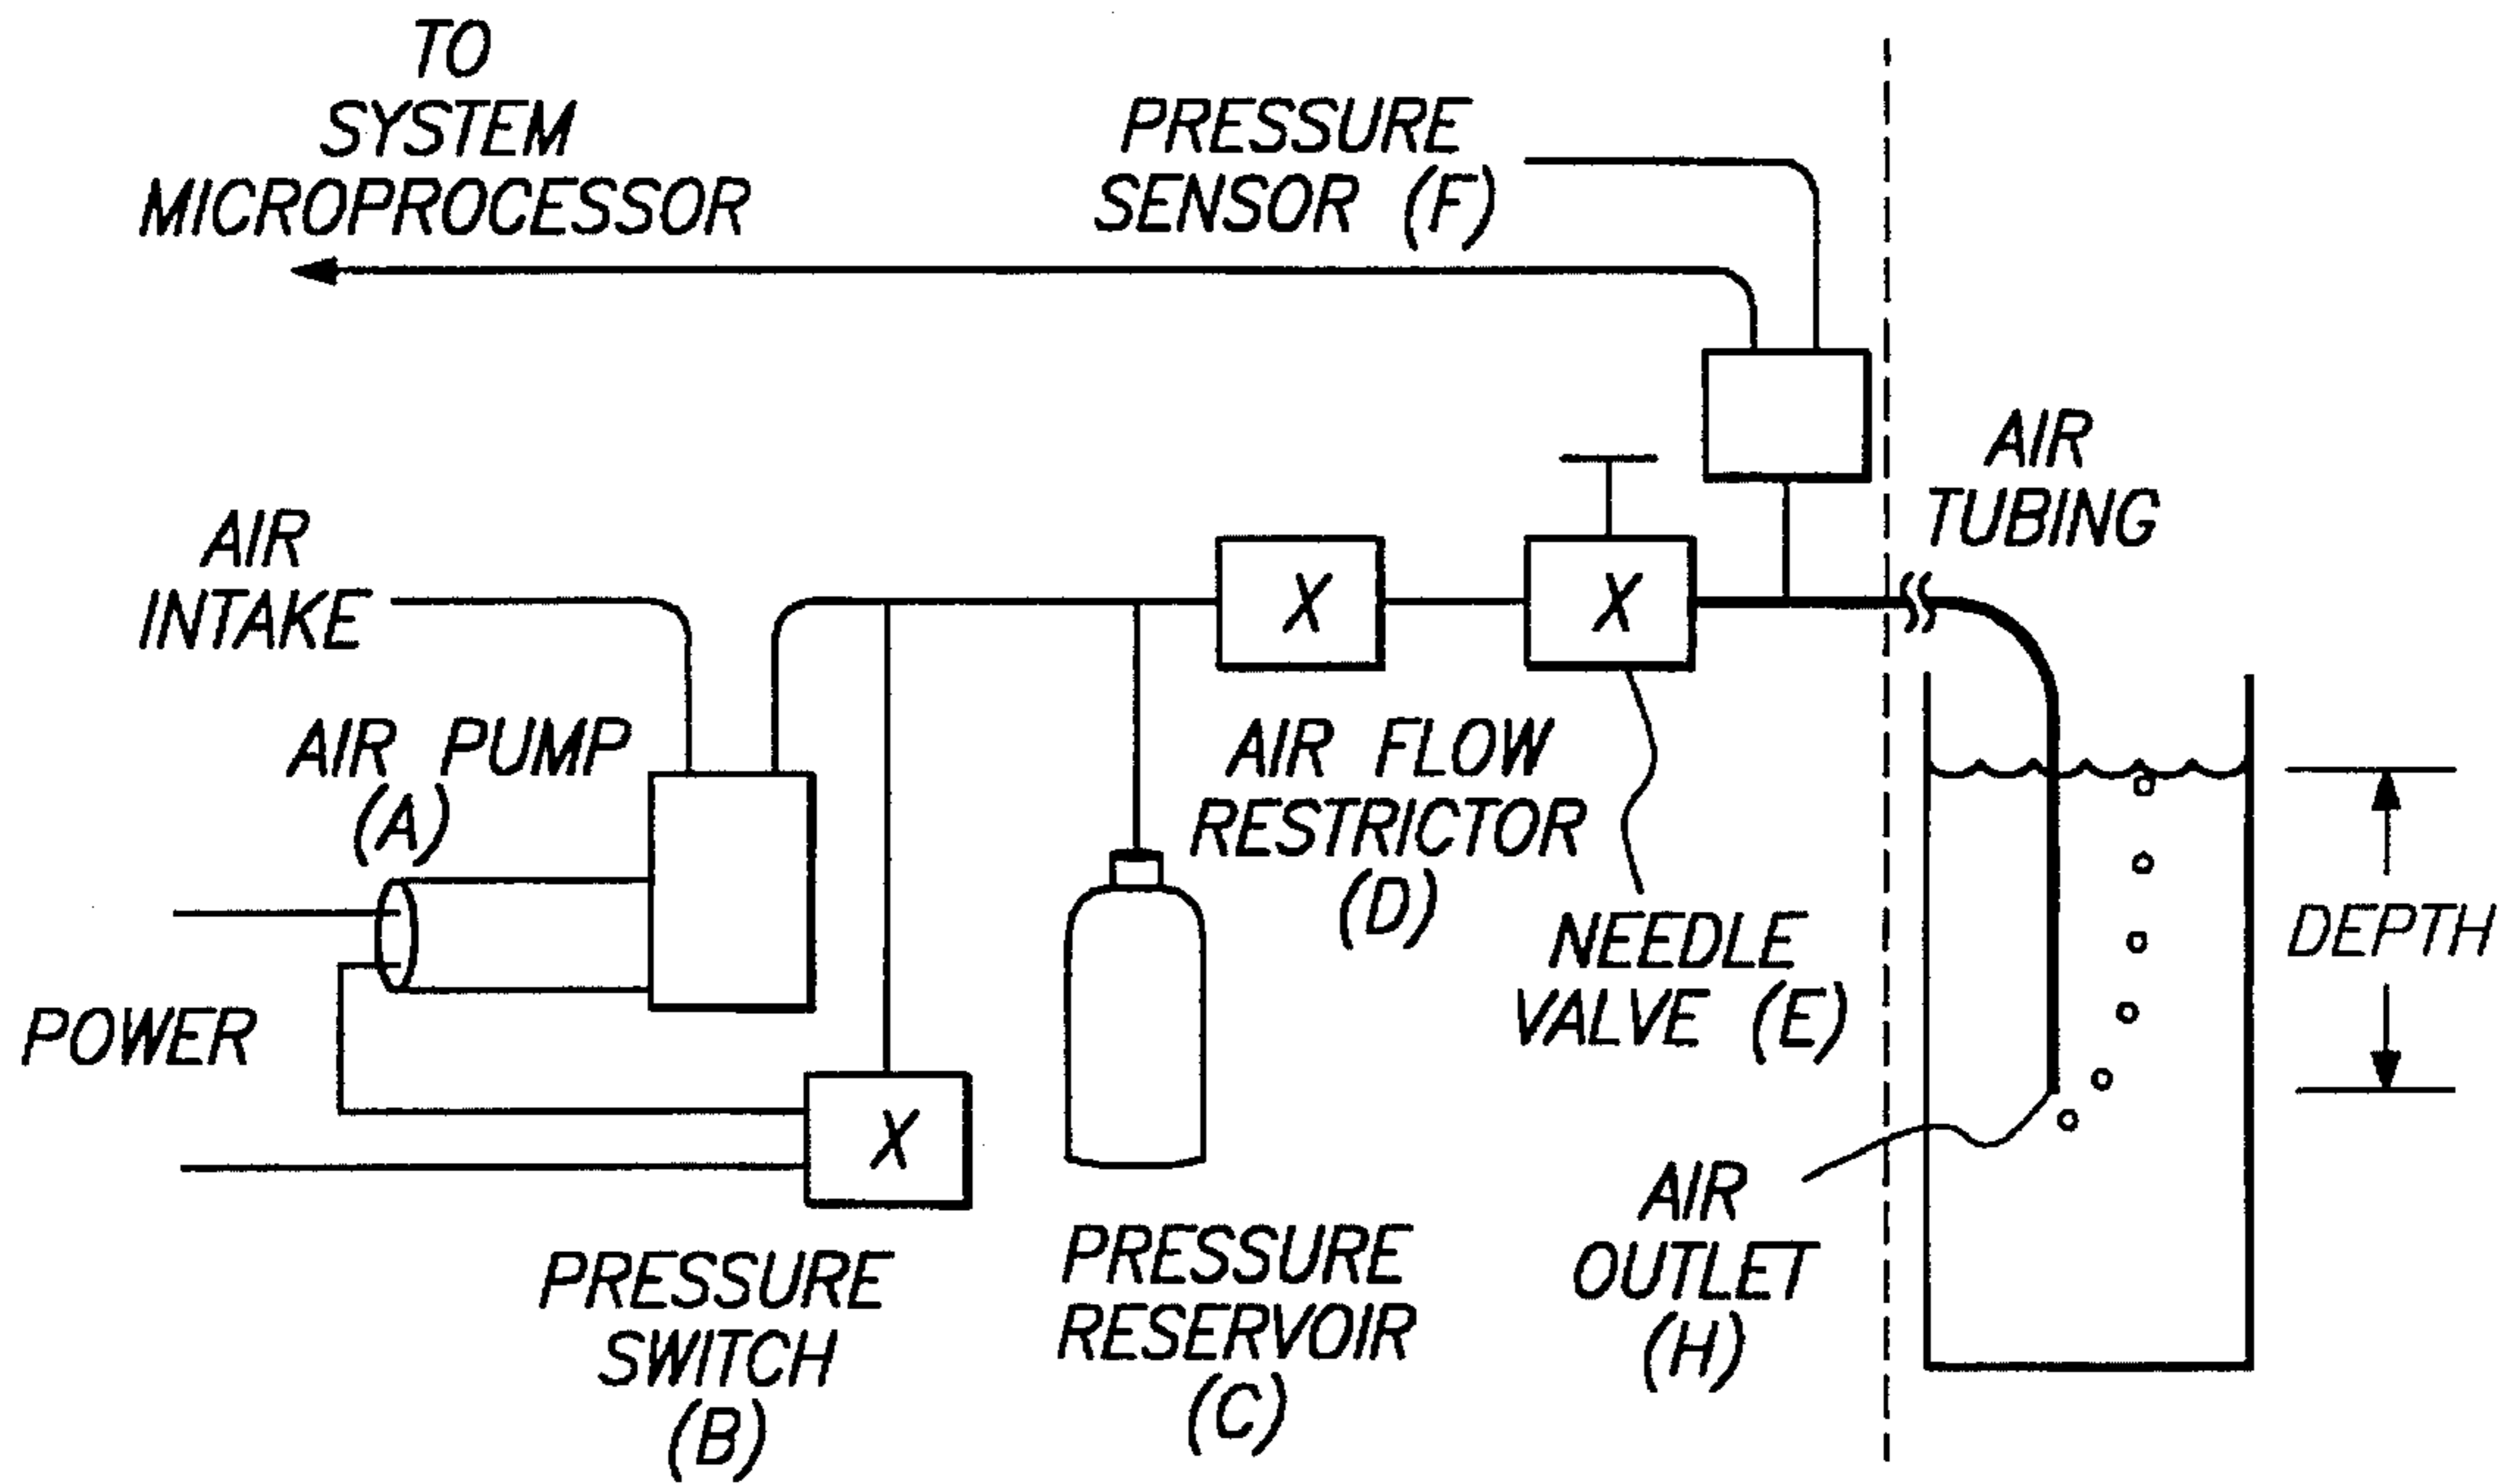 TO
SYSTEM
MICROPROCESSOR
PRESSURE
SENSOR (F)
AIR
TUBING
AIR
INTAKE
AIR PUMP
(A)
X
X
AIR FLOW
RESTRICTOR
(D)
NEEDLE
VALVE (E)
DEPTH
POWER
X
PRESSURE
SWITCH
(B)
PRESSURE
RESERVOIR
(C)
AIR
OUTLET
(H)